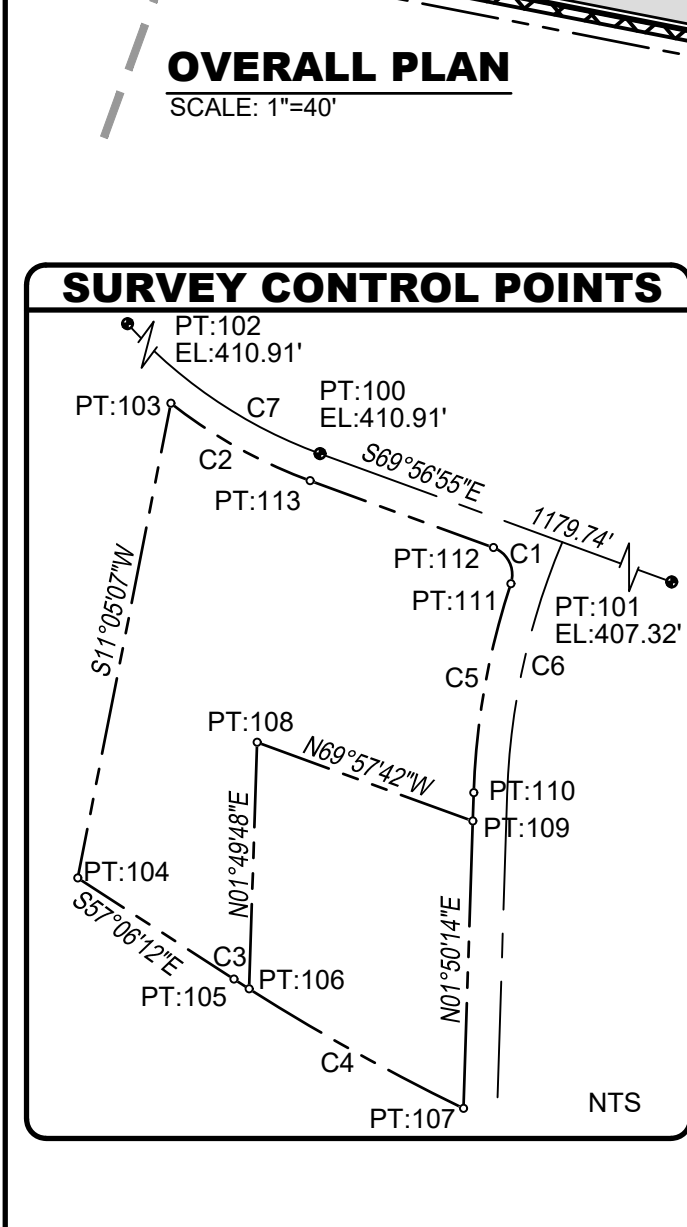 OVERALL PLAN
SCALE: 1"=40'
SURVEY CONTROL POINTS
PT:102
EL:410.91'
PT:103
C7
PT:100
EL:410.91'
C2
S69°56'55"E
PT:113
1179.74'
PT:112
C1
PT:111
PT:101
EL:407.32'
S11°05'07"W
C5
C6
PT:108
N69°57'42"W
PT:110
PT:109
N01°49'48"E
PT:104
S57°06'12"E
N01°50'14"E
C3
PT:106
PT:105
C4
PT:107
NTS